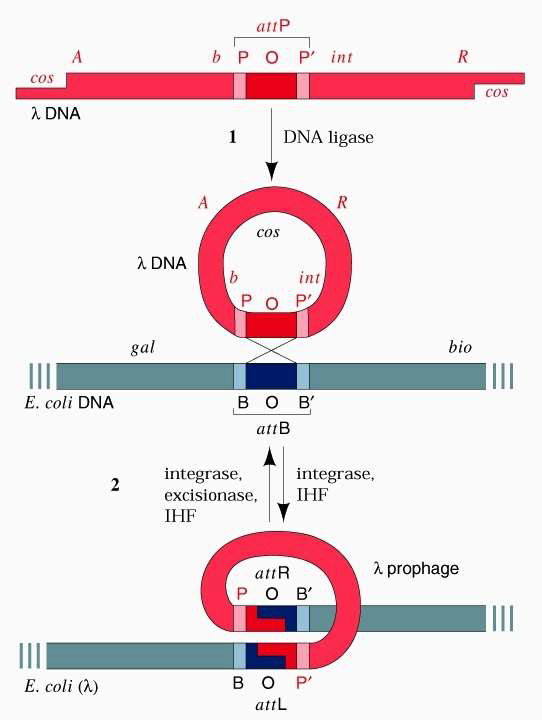 attP
A b P O P′ int R
cos
cos
λ DNA
1 DNA ligase
A R
cos
λ DNA
b int
P O P′
gal bio
E. coli DNA
B O B′
attB
2
integrase,
excisionase,
IHF
integrase,
IHF
λ prophage
attR
P O B′
E. coli (λ)
B O P′
attL